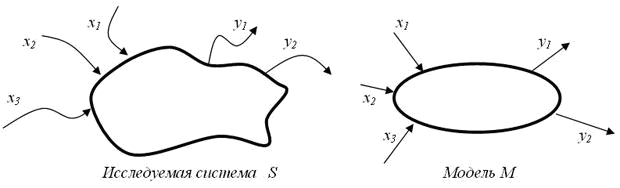 x1
x2
x3
y1
y2
Исследуемая система S
x1
x2
x3
y1
y2
Модель M